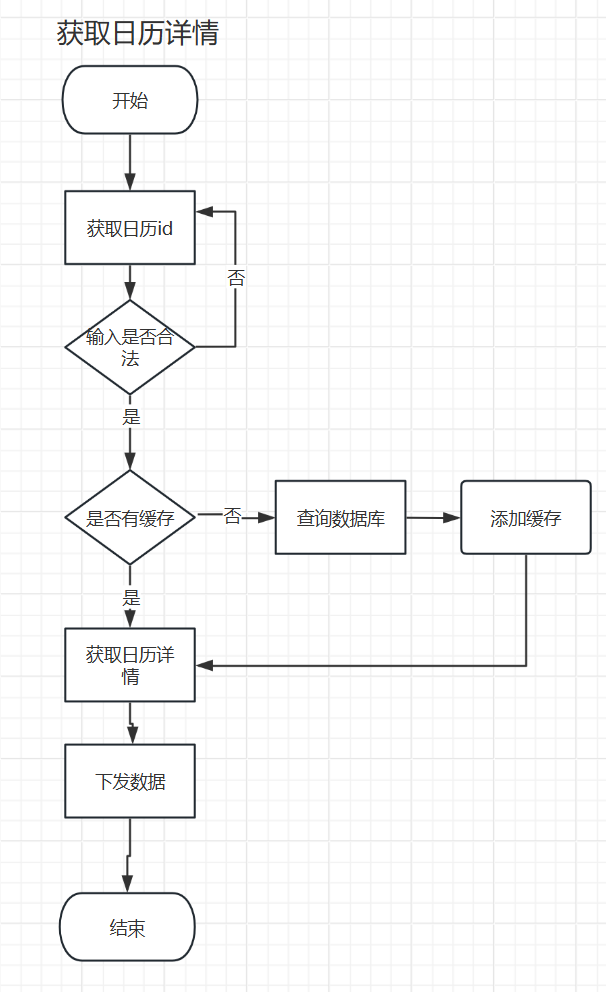 获取日历详情
开始
获取日历id
否
输入是否合
法
是
是否有缓存
否
查询数据库
添加缓存
是
获取日历详
情
下发数据
结束